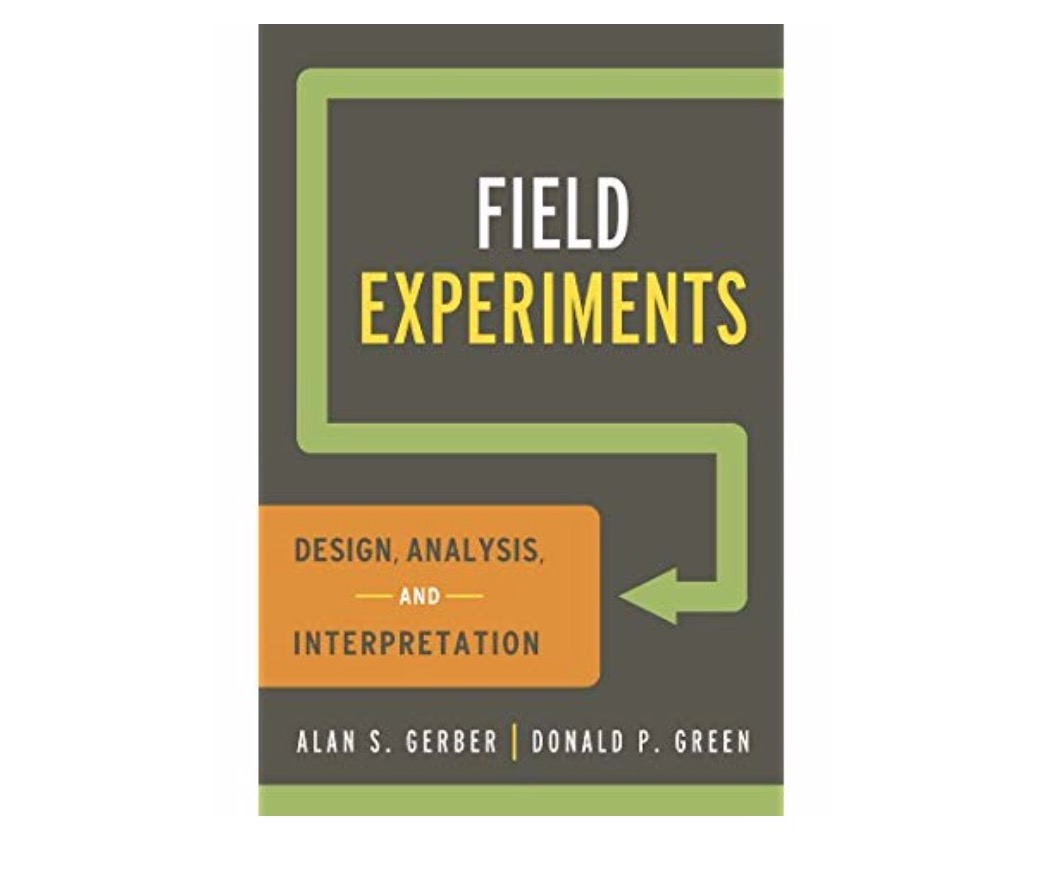 FIELD
EXPERIMENTS
DESIGN, ANALYSIS,
AND
INTERPRETATION
ALAN S. GERBER | DONALD P. GREEN